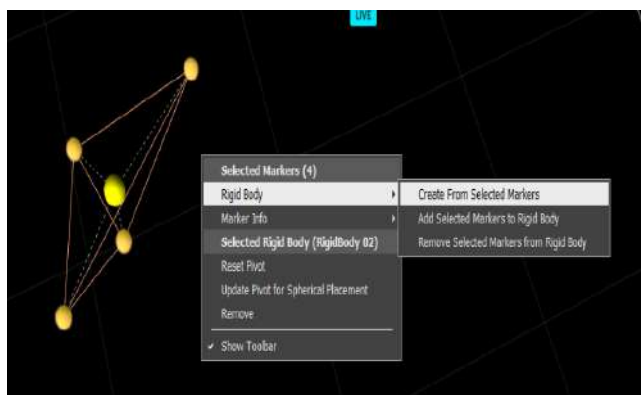 LIVE
Selected Markers (4)
Rigid Body
Create From Selected Markers
Marker Info
Add Selected Markers to Rigid Body
Selected Rigid Body (RigidBody 02)
Remove Selected Markers from Rigid Body
Reset Pivot
Update Pivot for Spherical Placement
Remove
Show Toolbar